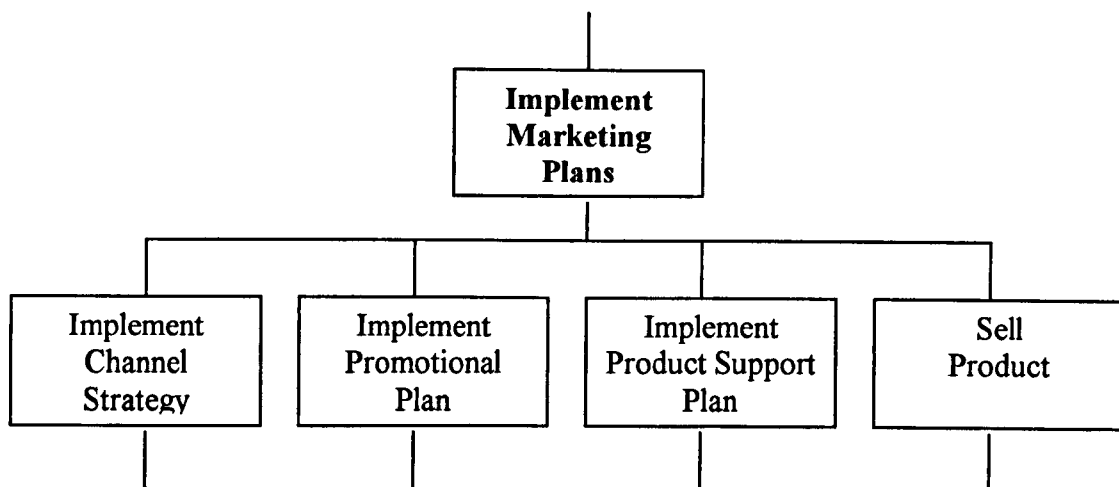 Implement
Marketing
Plans
Implement
Channel
Strategy
Implement
Promotional
Plan
Implement
Product Support
Plan
Sell
Product